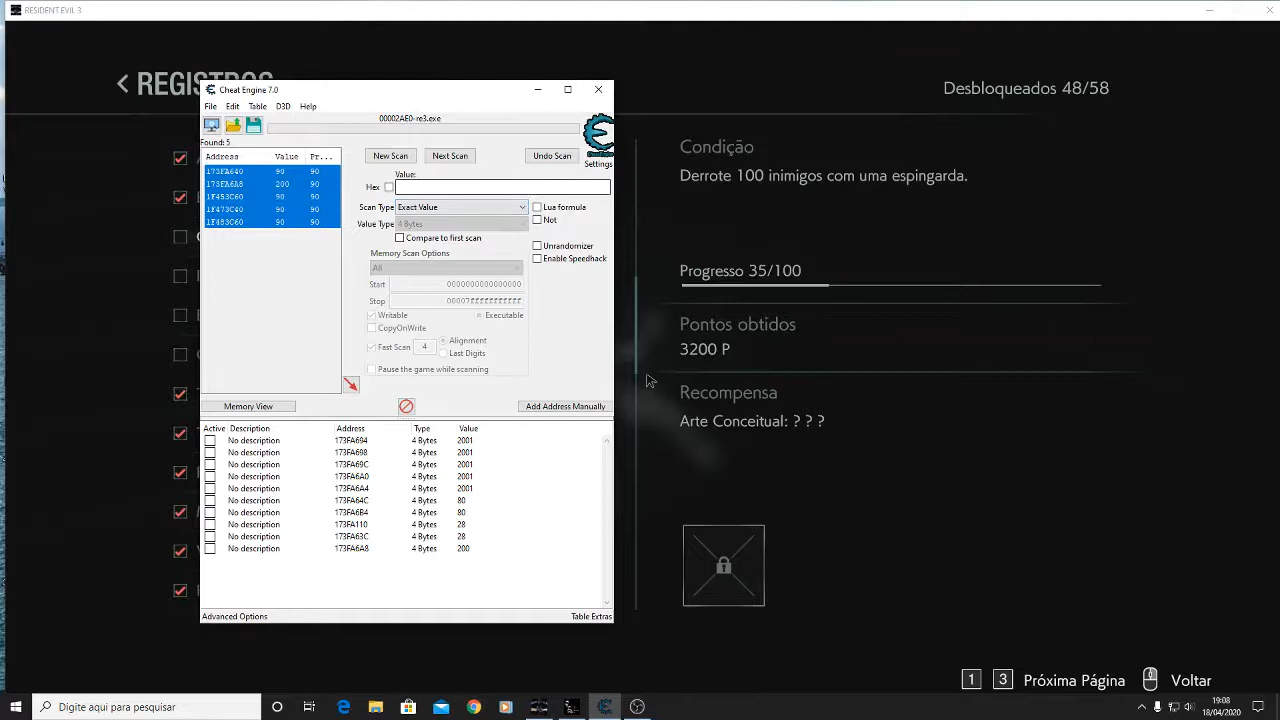 RESIDENT EVIL 3
REGISTROS
Desbloqueados 48/58
Cheat Engine 7.0
File Edit Table D3D Help
00002AE0-re3.exe
Found: 5
Address Value Pr...
173FA640 90 90
173FA6A8 200 90
1F453C60 90 90
1F473C40 90 90
1F483C60 90 90
New Scan Next Scan Undo Scan
Settings
Value:
Hex
Scan Type Exact Value
Lua formula
Not
Value Type 4 Bytes
Compare to first scan
Unrandomizer
Enable Speedhack
Memory Scan Options
All
Start 0000000000000000
Stop 00007fffffffffff
Writable Executable
CopyOnWrite
Fast Scan 4 Alignment
Last Digits
Pause the game while scanning
Memory View
Add Address Manually
Active Description Address Type Value
No description 173FA694 4 Bytes 2001
No description 173FA698 4 Bytes 2001
No description 173FA69C 4 Bytes 2001
No description 173FA6A0 4 Bytes 2001
No description 173FA6A4 4 Bytes 2001
No description 173FA64C 4 Bytes 80
No description 173FA6B4 4 Bytes 80
No description 173FA110 4 Bytes 28
No description 173FA63C 4 Bytes 28
No description 173FA6A8 4 Bytes 200
Advanced Options
Table Extras
Condição
Derrote 100 inimigos com uma espingarda.
Progresso 35/100
Pontos obtidos
3200 P
Recompensa
Arte Conceitual: ? ? ?
1 3 Próxima Página Voltar
Digite aqui para pesquisar
19:08
18/04/2020